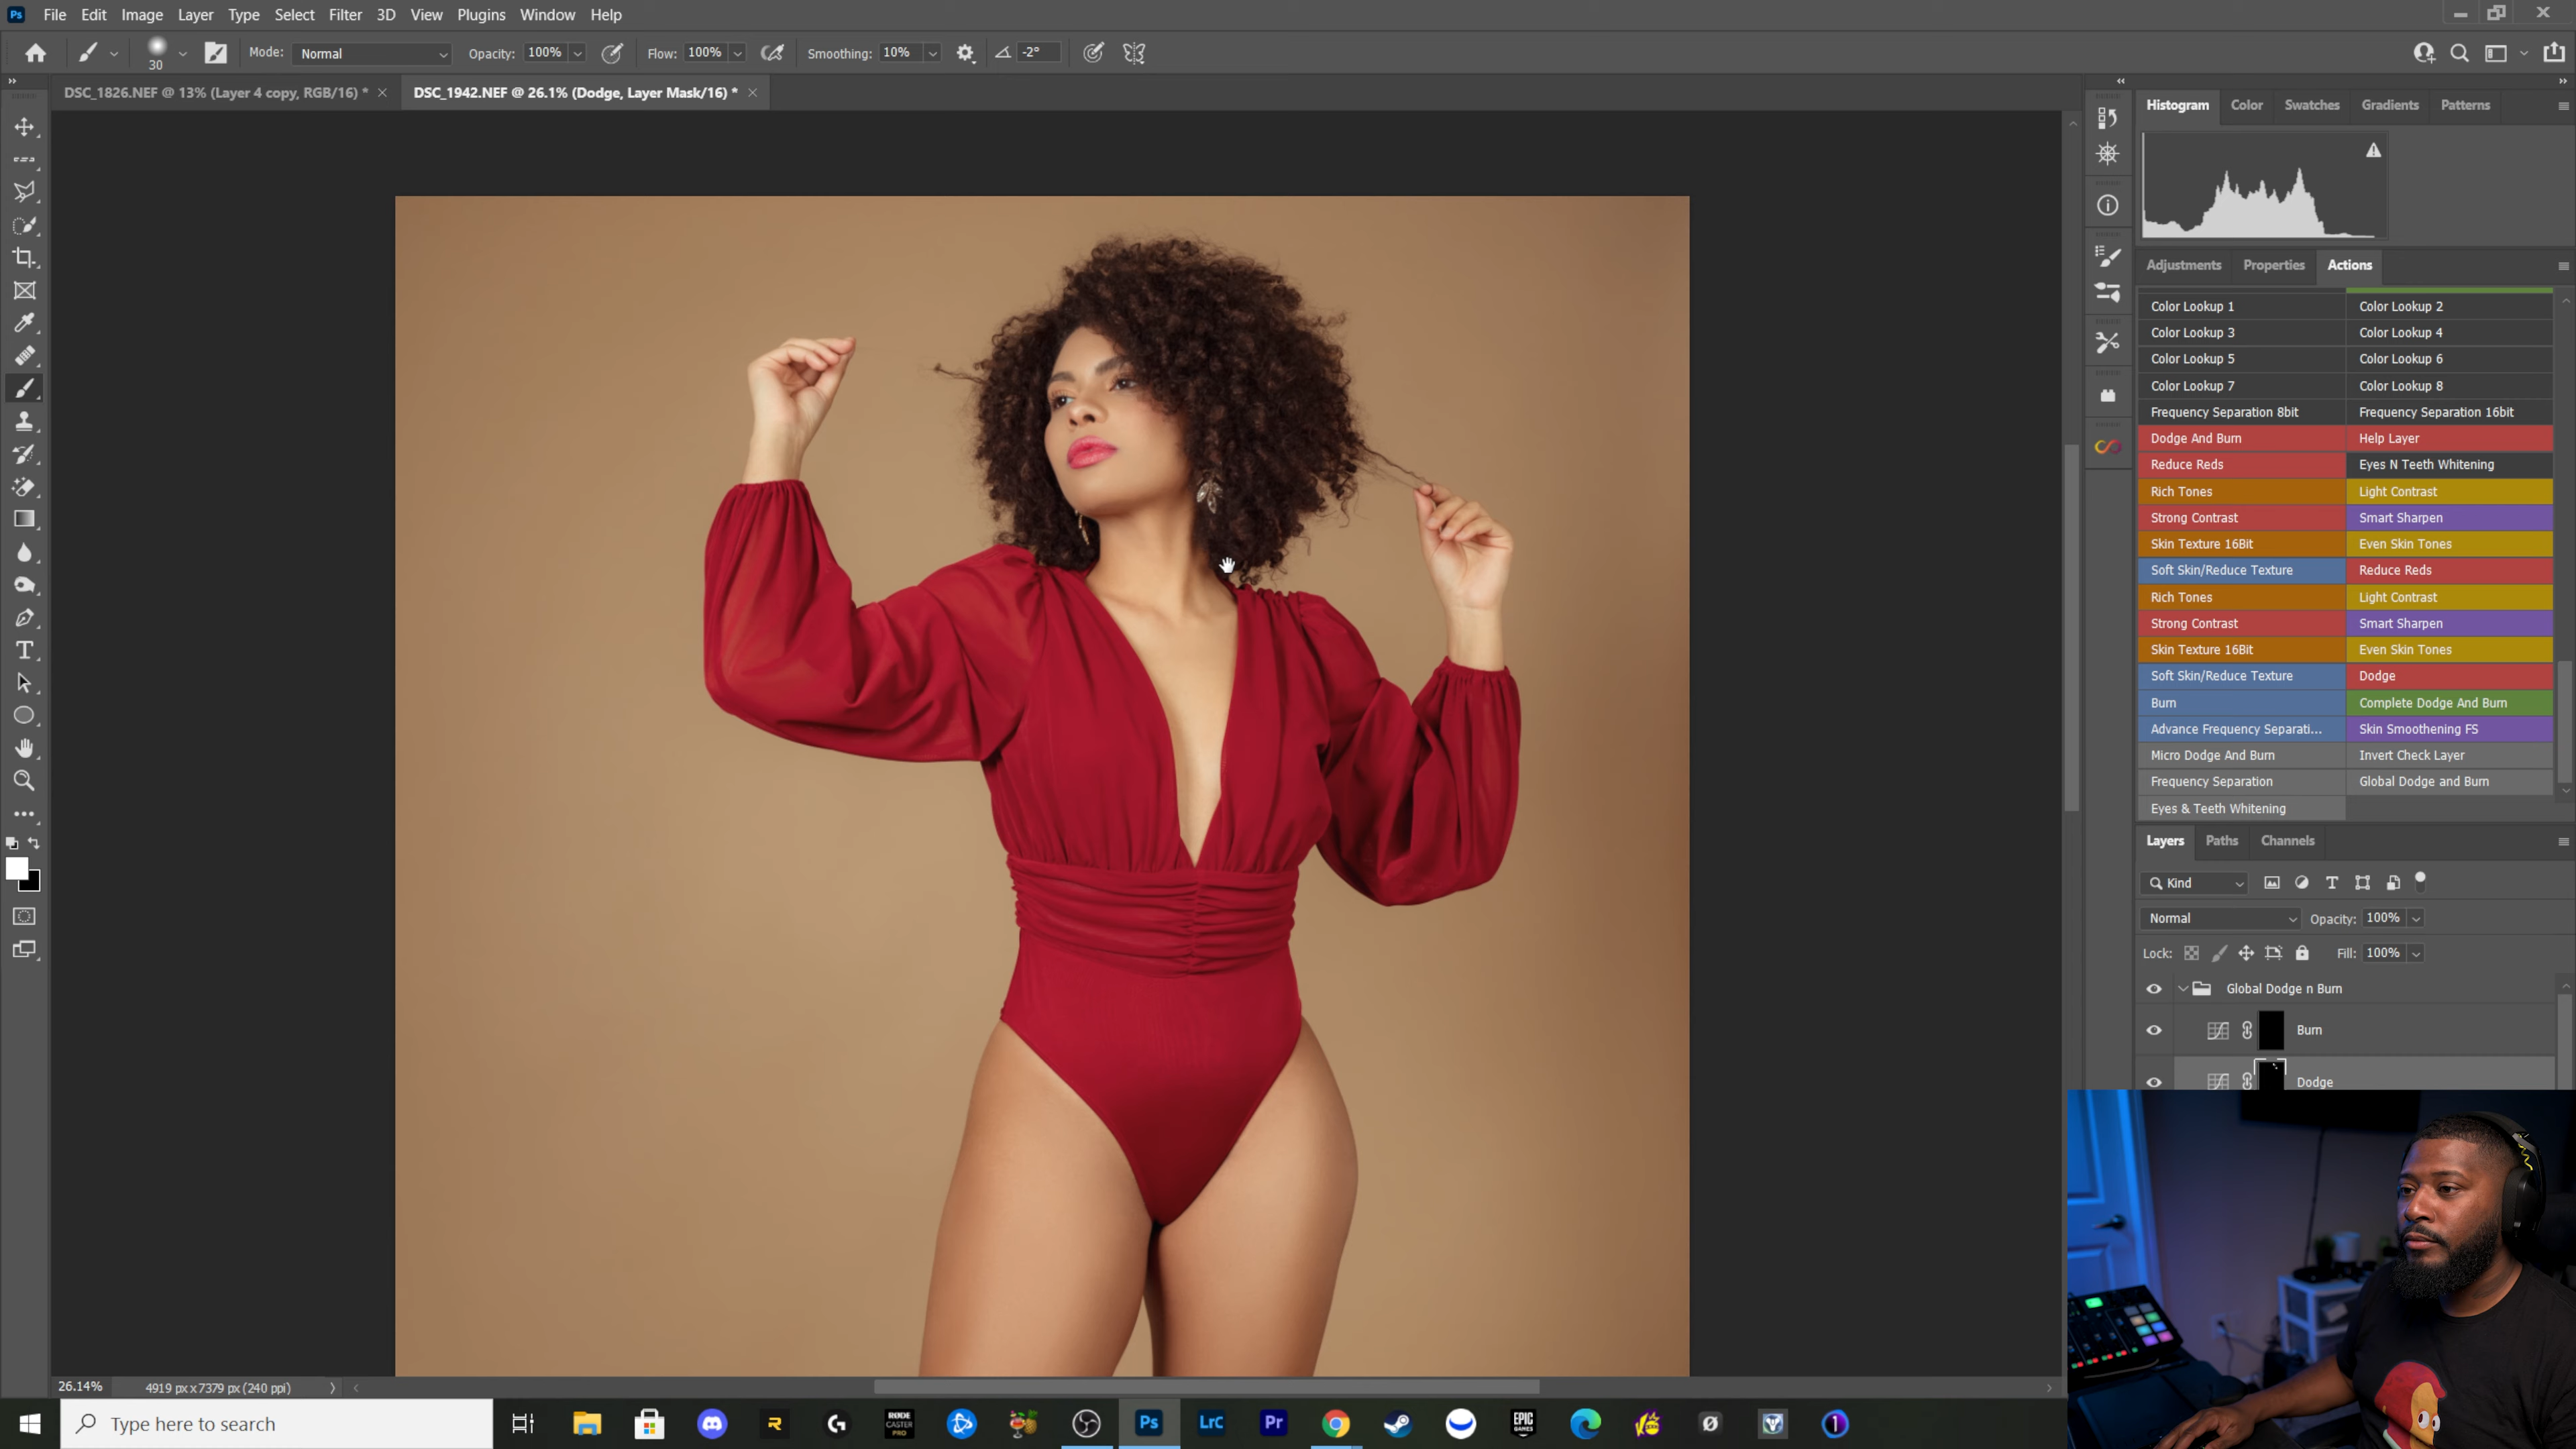 Ps File Edit Image Layer Type Select Filter 3D View Plugins Window Help
30 Mode: Normal Opacity: 100% Flow: 100% Smoothing: 10% -2°
DSC_1826.NEF @ 13% (Layer 4 copy, RGB/16) * DSC_1942.NEF @ 26.1% (Dodge, Layer Mask/16) *
Histogram Color Swatches Gradients Patterns
Adjustments Properties Actions
Color Lookup 1 Color Lookup 2
Color Lookup 3 Color Lookup 4
Color Lookup 5 Color Lookup 6
Color Lookup 7 Color Lookup 8
Frequency Separation 8bit Frequency Separation 16bit
Dodge And Burn Help Layer
Reduce Reds Eyes N Teeth Whitening
Rich Tones Light Contrast
Strong Contrast Smart Sharpen
Skin Texture 16Bit Even Skin Tones
Soft Skin/Reduce Texture Reduce Reds
Rich Tones Light Contrast
Strong Contrast Smart Sharpen
Skin Texture 16Bit Even Skin Tones
Soft Skin/Reduce Texture Dodge
Burn Complete Dodge And Burn
Advance Frequency Separati... Skin Smoothening FS
Micro Dodge And Burn Invert Check Layer
Frequency Separation Global Dodge and Burn
Eyes & Teeth Whitening
Layers Paths Channels
Kind
Normal Opacity: 100%
Lock: Fill: 100%
Global Dodge n Burn
Burn
Dodge
26.14% 4919 px x 7379 px (240 ppi)
Type here to search
RØDE CASTER PRO Ps LrC Pr EPIC GAMES